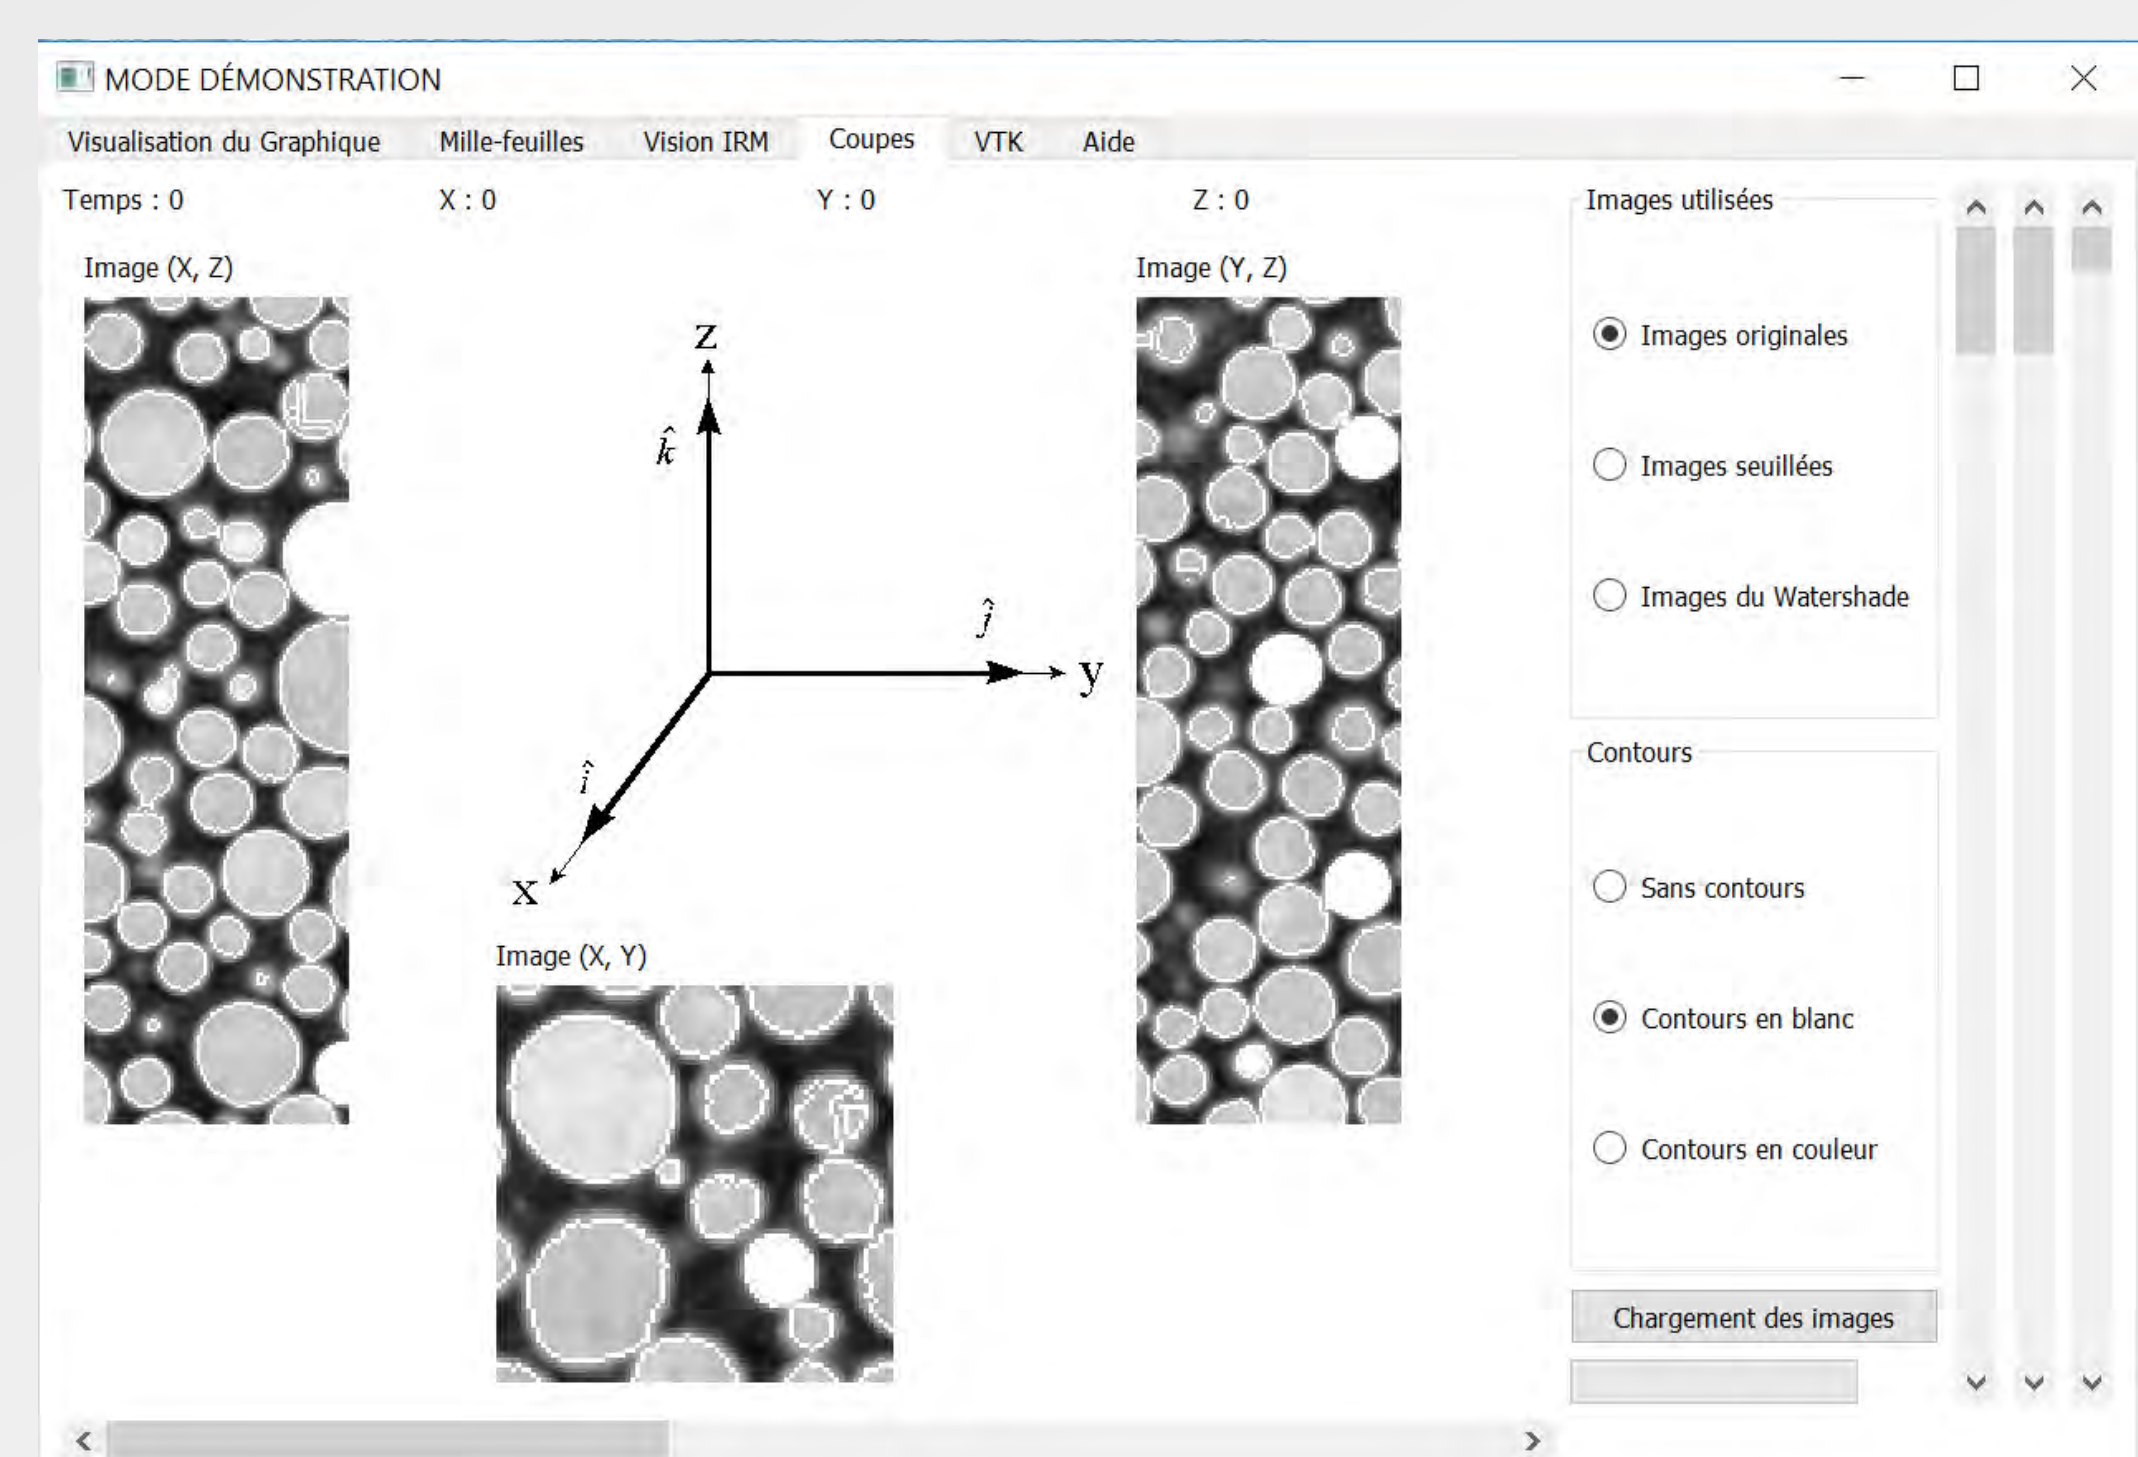 MODE DÉMONSTRATION
Visualisation du Graphique Mille-feuilles Vision IRM Coupes VTK Aide
Temps : 0 X : 0 Y : 0 Z : 0
Image (X, Z)
z
k̂
ĵ
y
î
x
Image (X, Y)
Image (Y, Z)
Images utilisées
Images originales
Images seuillées
Images du Watershade
Contours
Sans contours
Contours en blanc
Contours en couleur
Chargement des images